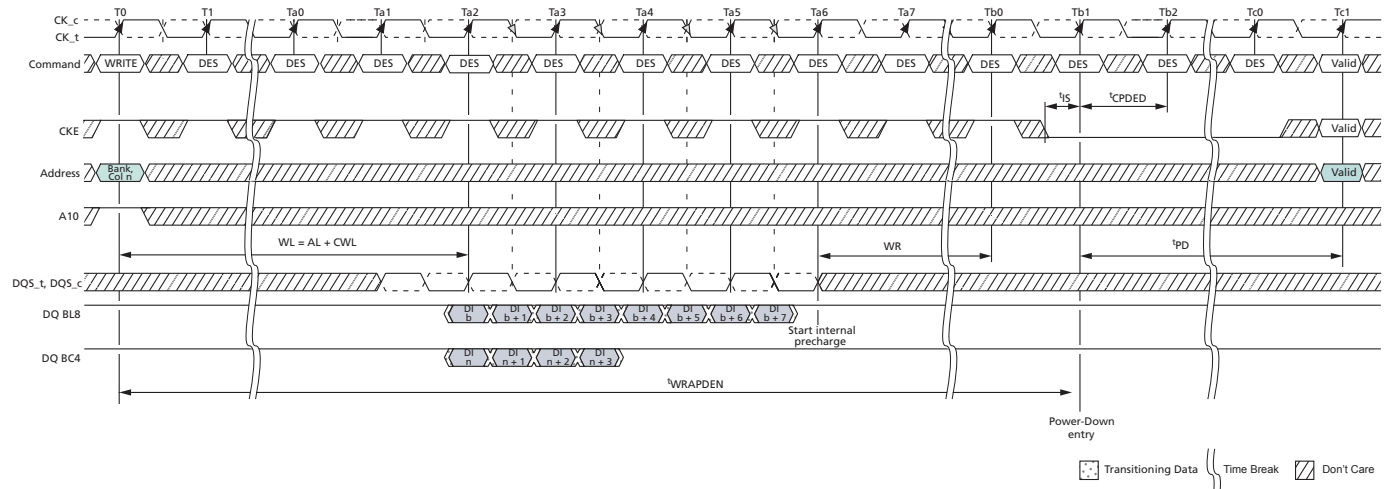 T0 T1 Ta0 Ta1 Ta2 Ta3 Ta4 Ta5 Ta6 Ta7 Tb0 Tb1 Tb2 Tc0 Tc1
CK_c
CK_t
Command WRITE DES DES DES DES DES DES DES DES DES DES DES DES DES Valid
tIS tCPDED
CKE Valid
Address Bank, Valid
Col n
A10
WL = AL + CWL WR tPD
DQS_t, DQS_c
DQ BL8 DI DI DI DI DI DI DI DI
b b + 1 b + 2 b + 3 b + 4 b + 5 b + 6 b + 7
Start internal
precharge
DQ BC4 DI DI DI DI
n n + 1 n + 2 n + 3
tWRAPDEN
Power-Down
entry
Transitioning Data Time Break Don't Care